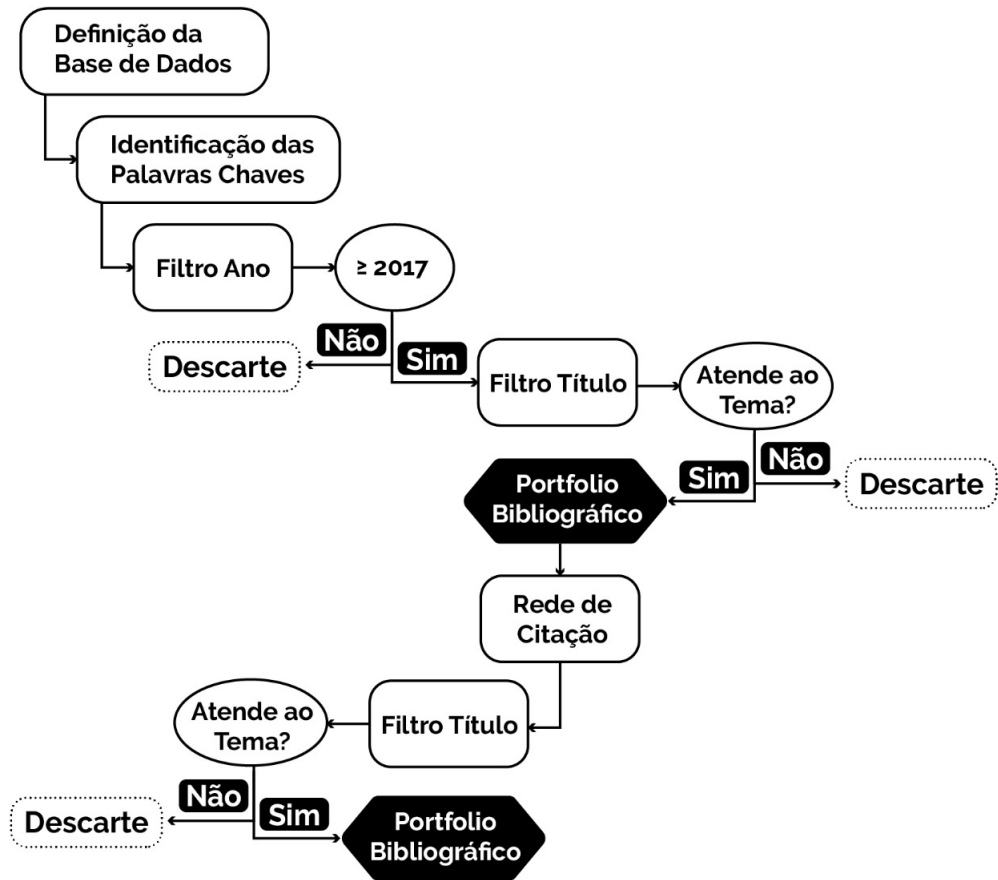 Definição da
Base de Dados
Identificação das
Palavras Chaves
Filtro Ano
≥ 2017
Não
Sim
Descarte
Filtro Título
Atende ao
Tema?
Não
Sim
Descarte
Portfolio
Bibliográfico
Rede de
Citação
Filtro Título
Atende ao
Tema?
Não
Sim
Descarte
Portfolio
Bibliográfico